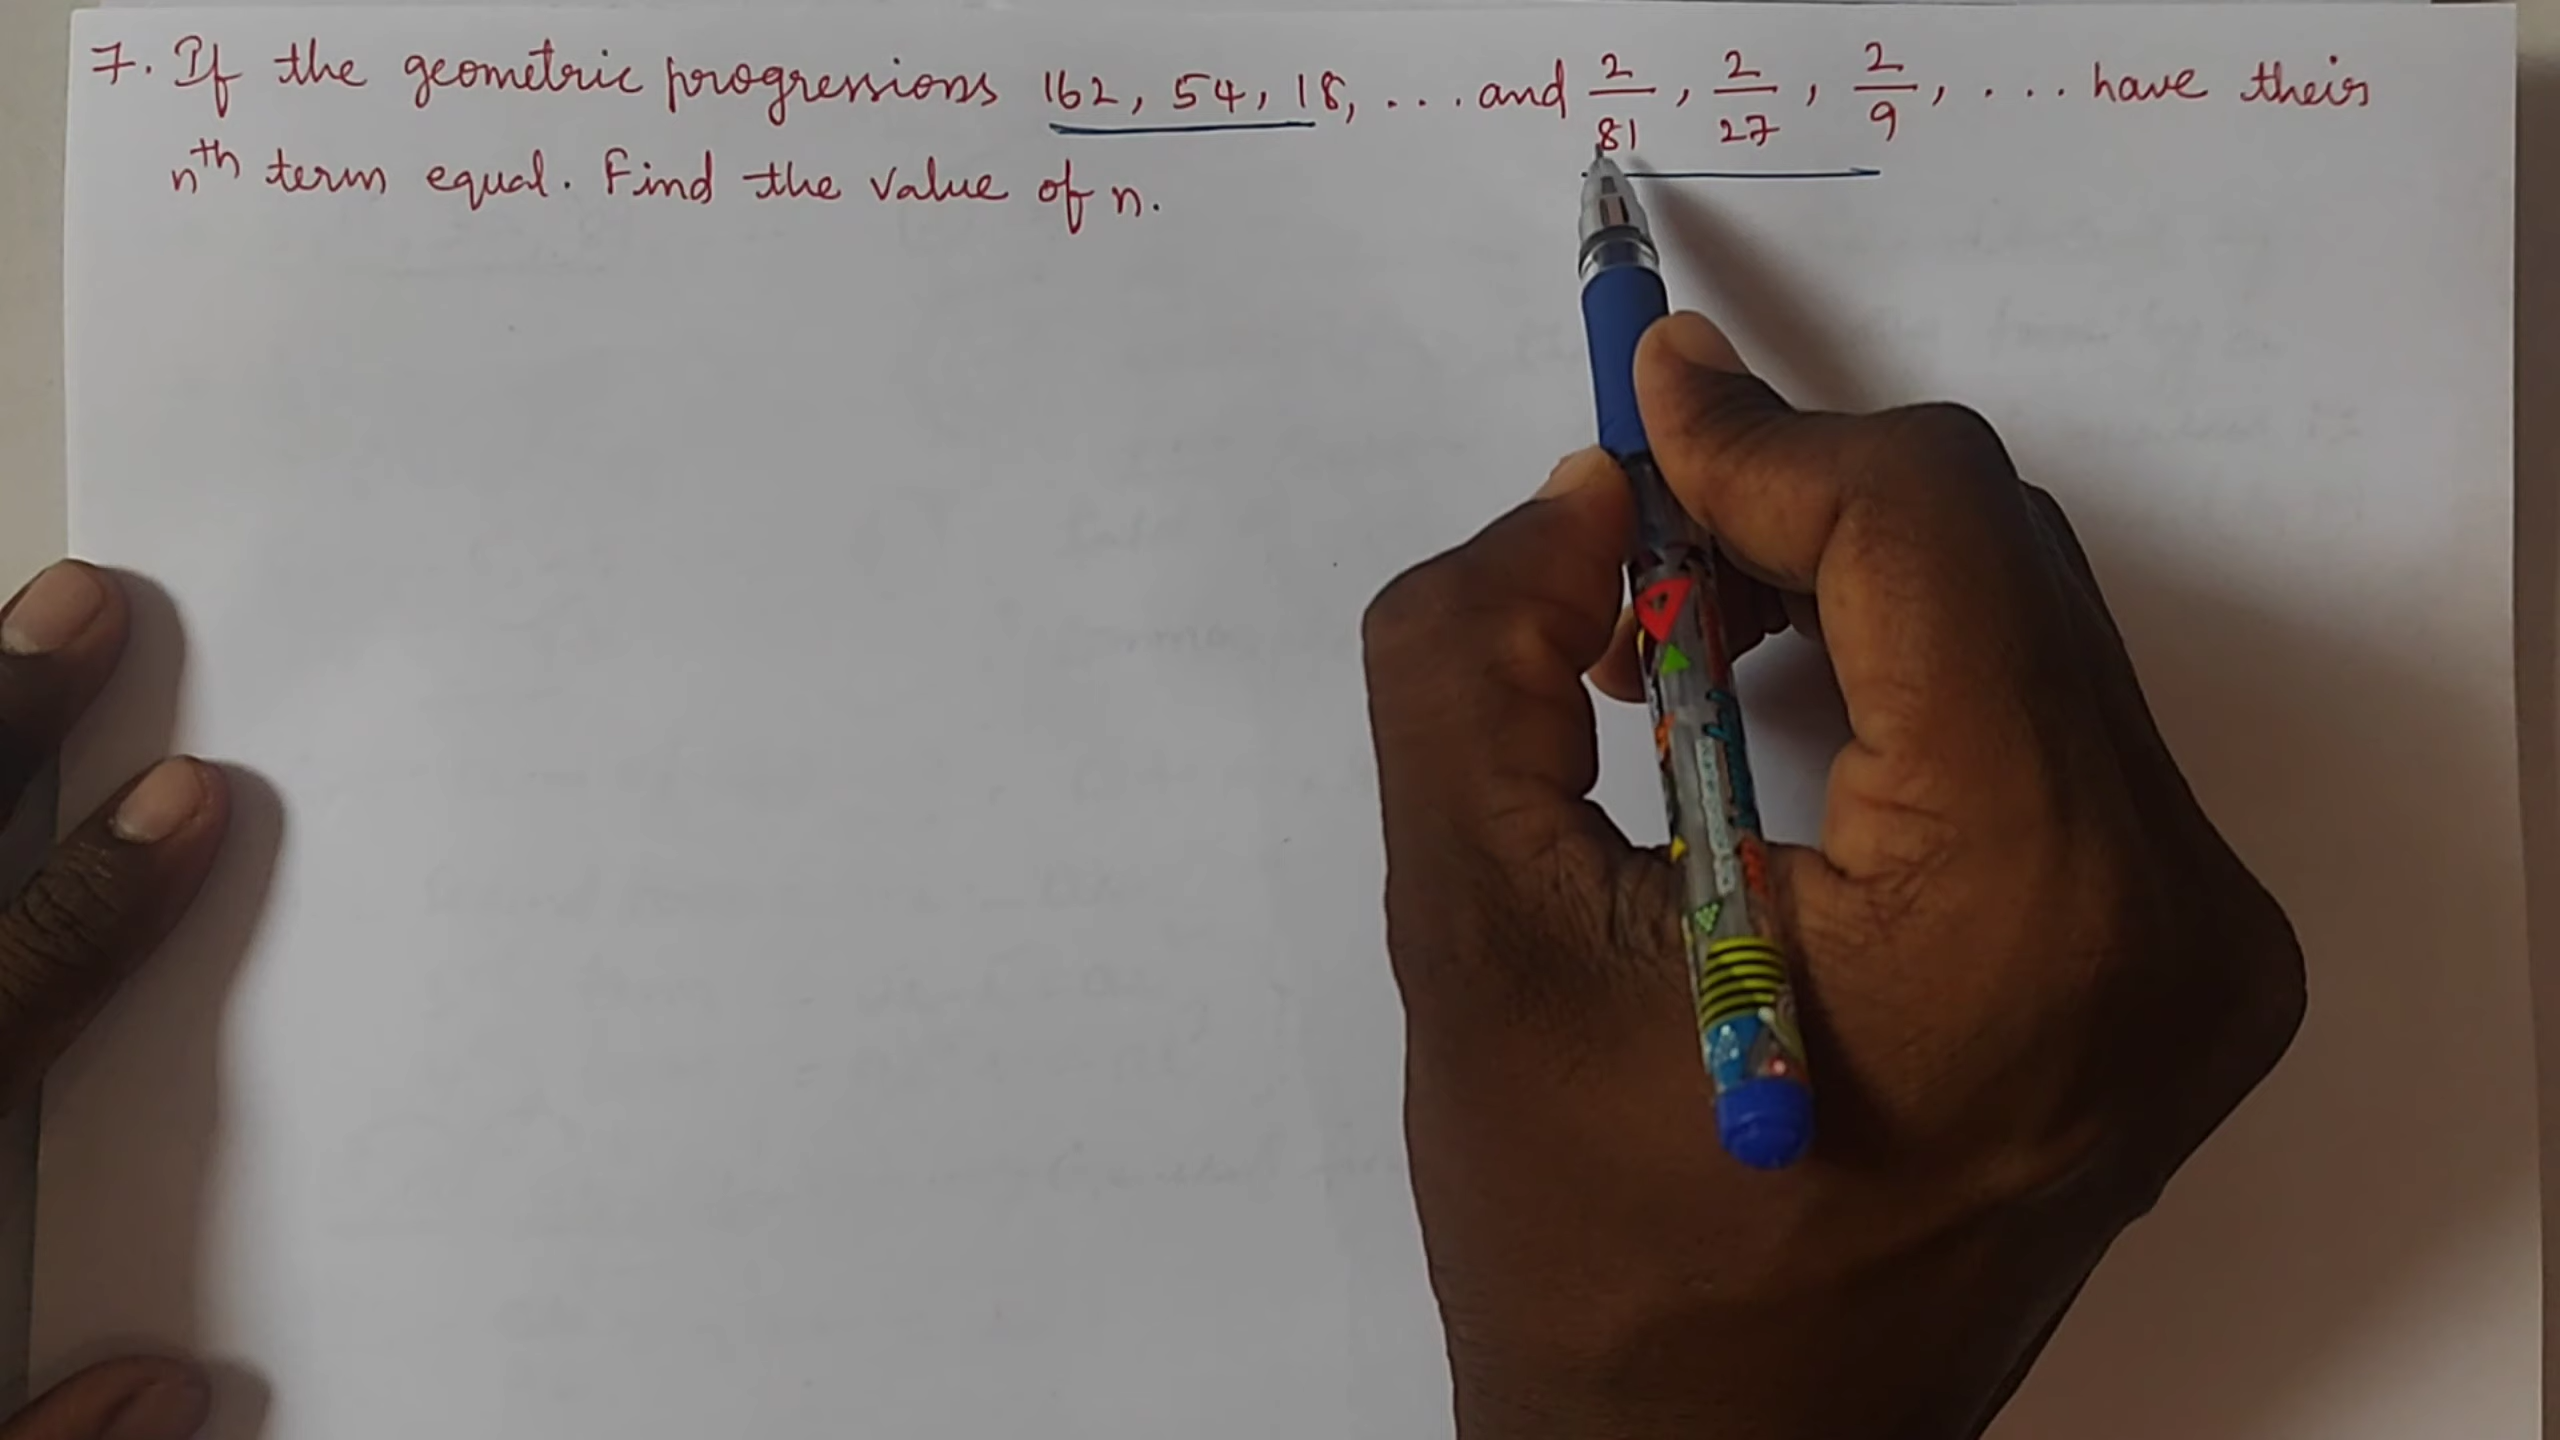 7. If the geometric progressions 162, 54, 18, ... and 2/81, 2/27, 2/9, ... have their
nth term equal. Find the value of n.